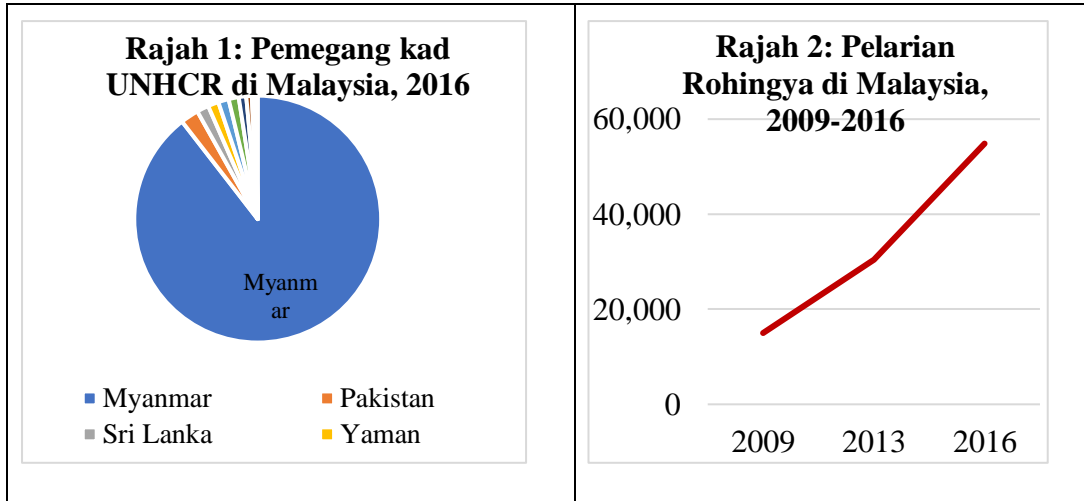 Rajah 1: Pemegang kad
UNHCR di Malaysia, 2016
Myanm
ar
Myanmar
Pakistan
Sri Lanka
Yaman
Rajah 2: Pelarian
Rohingya di Malaysia,
2009-2016
60,000
40,000
20,000
0
2009 2013 2016